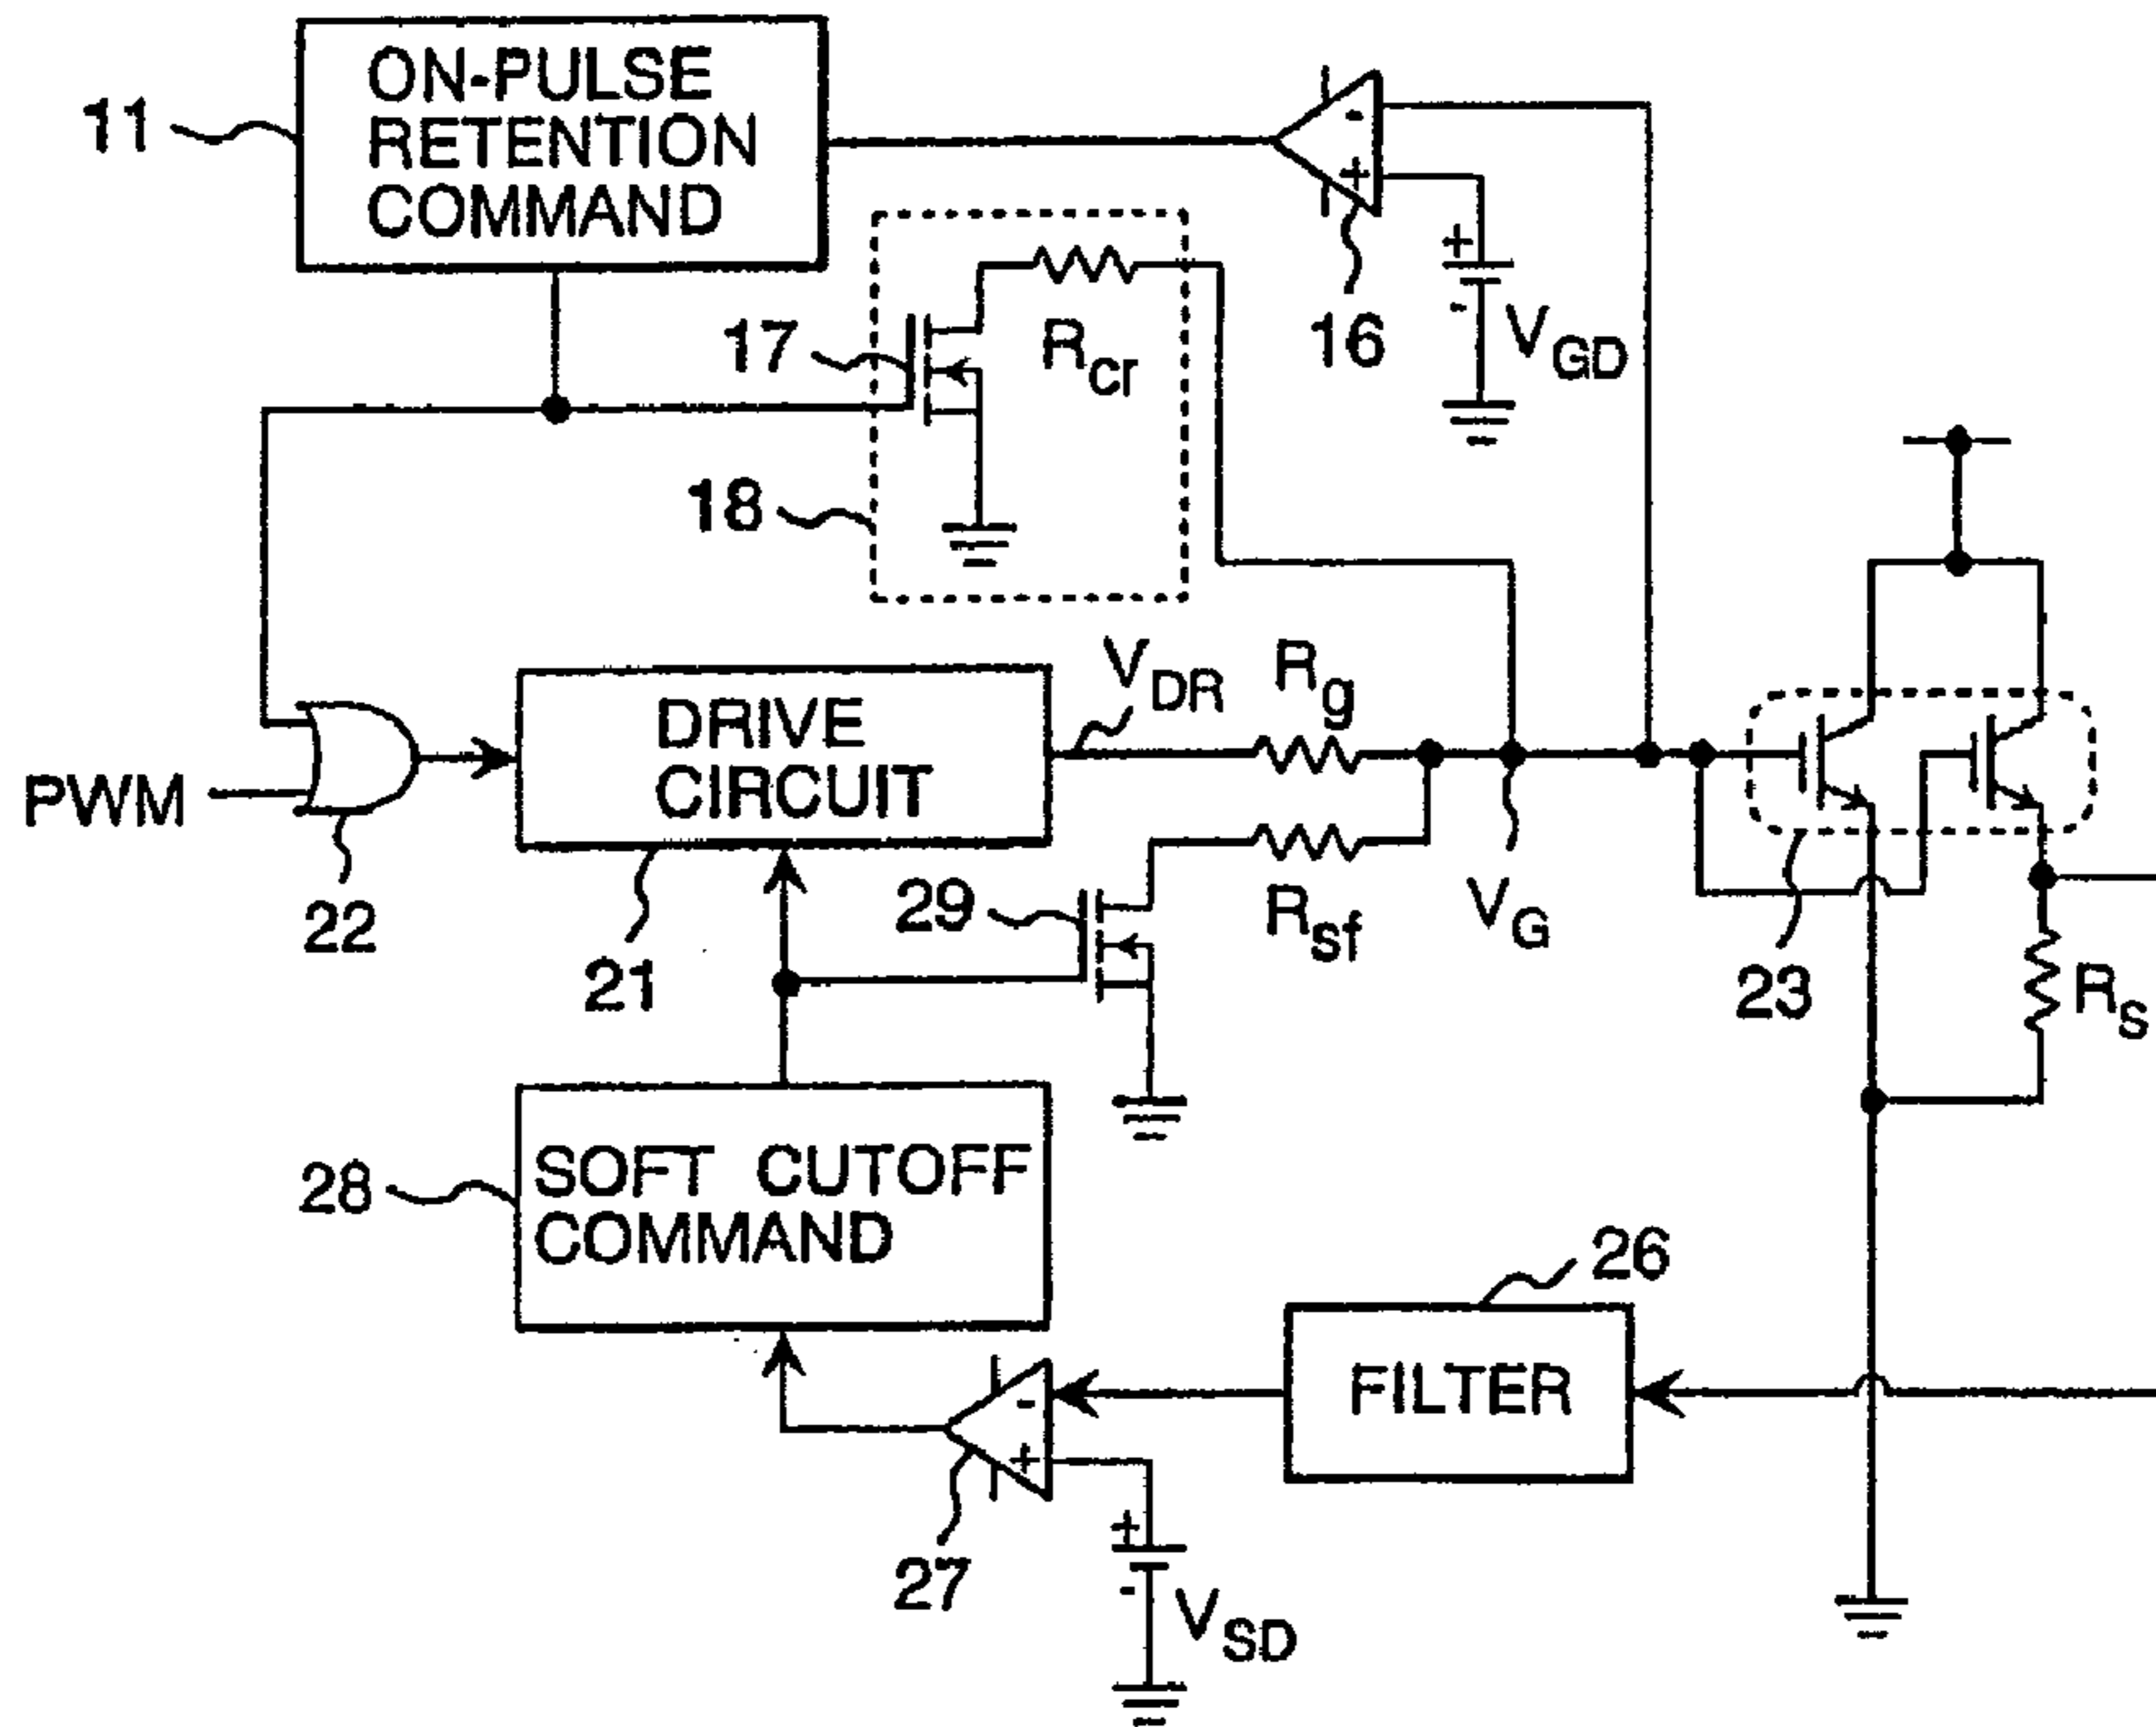 ON-PULSE
RETENTION
COMMAND
11
-
+
16
+
-
VGD
17
Rcr
18
VDR
Rg
DRIVE
CIRCUIT
PWM
22
21
29
Rsf
VG
23
Rs
SOFT CUTOFF
COMMAND
28
26
FILTER
-
+
27
+
-
VSD